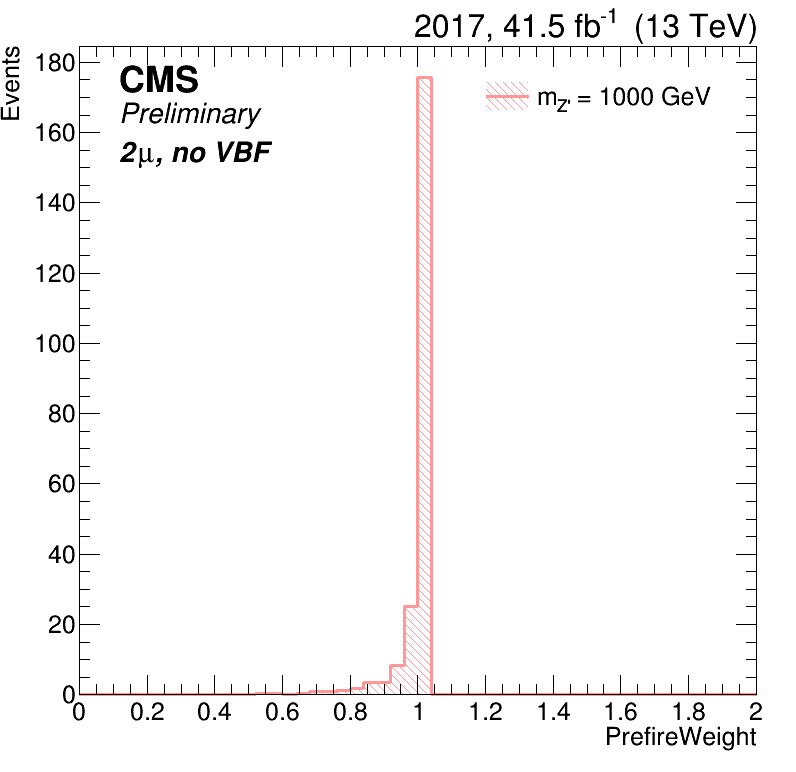 2017, 41.5 fb⁻¹ (13 TeV)
Events
CMS
Preliminary
2μ, no VBF
m_Z' = 1000 GeV
180
160
140
120
100
80
60
40
20
0
0 0.2 0.4 0.6 0.8 1 1.2 1.4 1.6 1.8 2
PrefireWeight